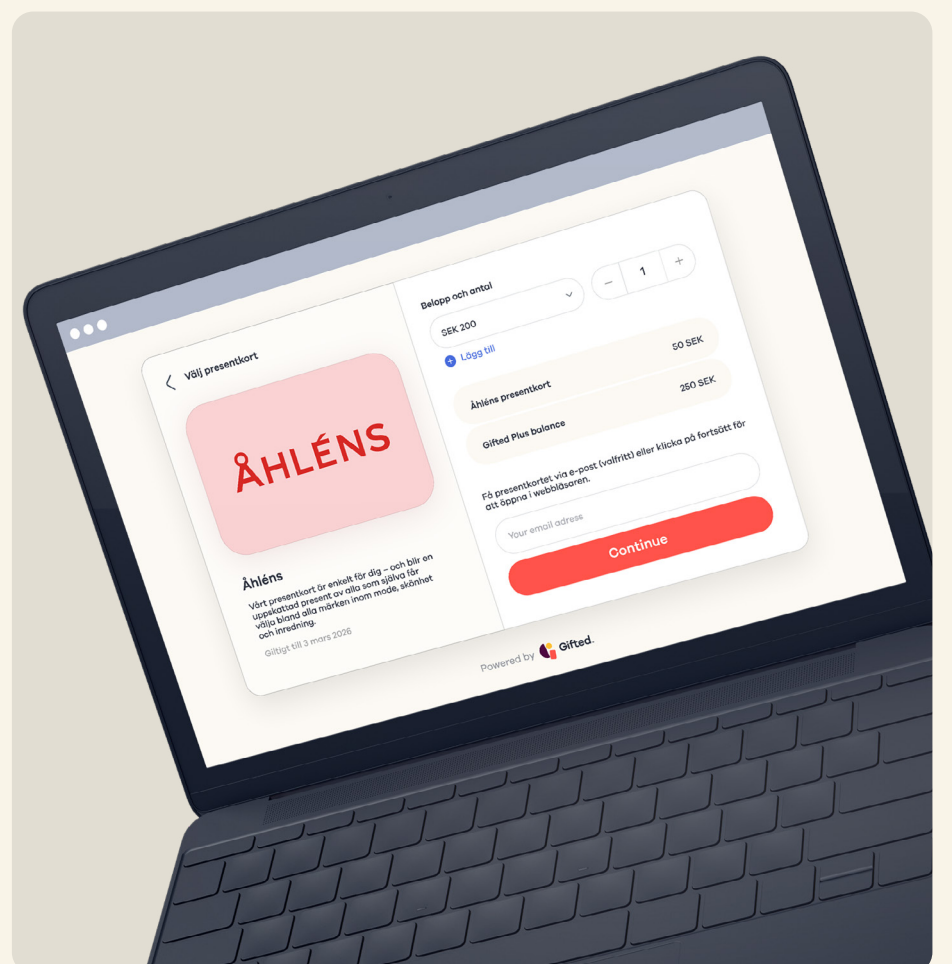 Välj presentkort
ÅHLÉNS
Åhléns
Vårt presentkort är enkelt för dig – och blir en
uppskattad present av alla som själva får
välja bland alla märken inom mode, skönhet
och inredning.
Giltigt till 3 mars 2026
Belopp och antal
SEK 200
1
Lägg till
Åhléns presentkort
50 SEK
Gifted Plus balance
250 SEK
Få presentkortet via e-post (valfritt) eller klicka på fortsätt för
att öppna i webbläsaren.
Your email adress
Continue
Powered by Gifted.